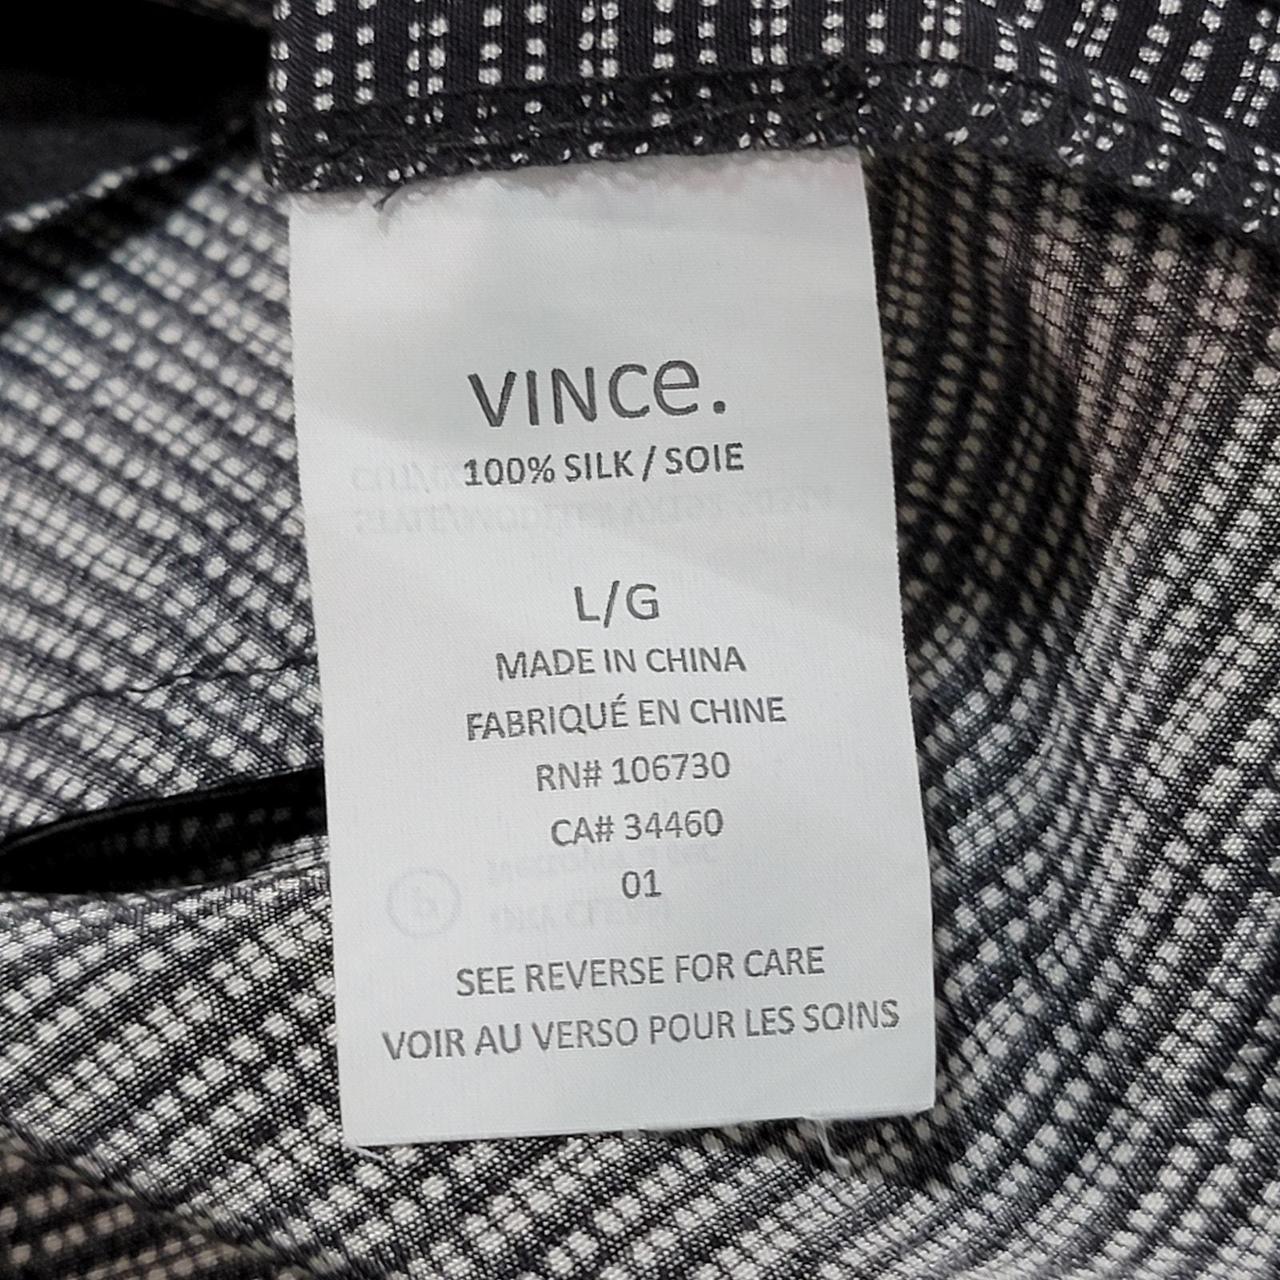 VINCe.
100% SILK / SOIE
L/G
MADE IN CHINA
FABRIQUÉ EN CHINE
RN# 106730
CA# 34460
01
SEE REVERSE FOR CARE
VOIR AU VERSO POUR LES SOINS